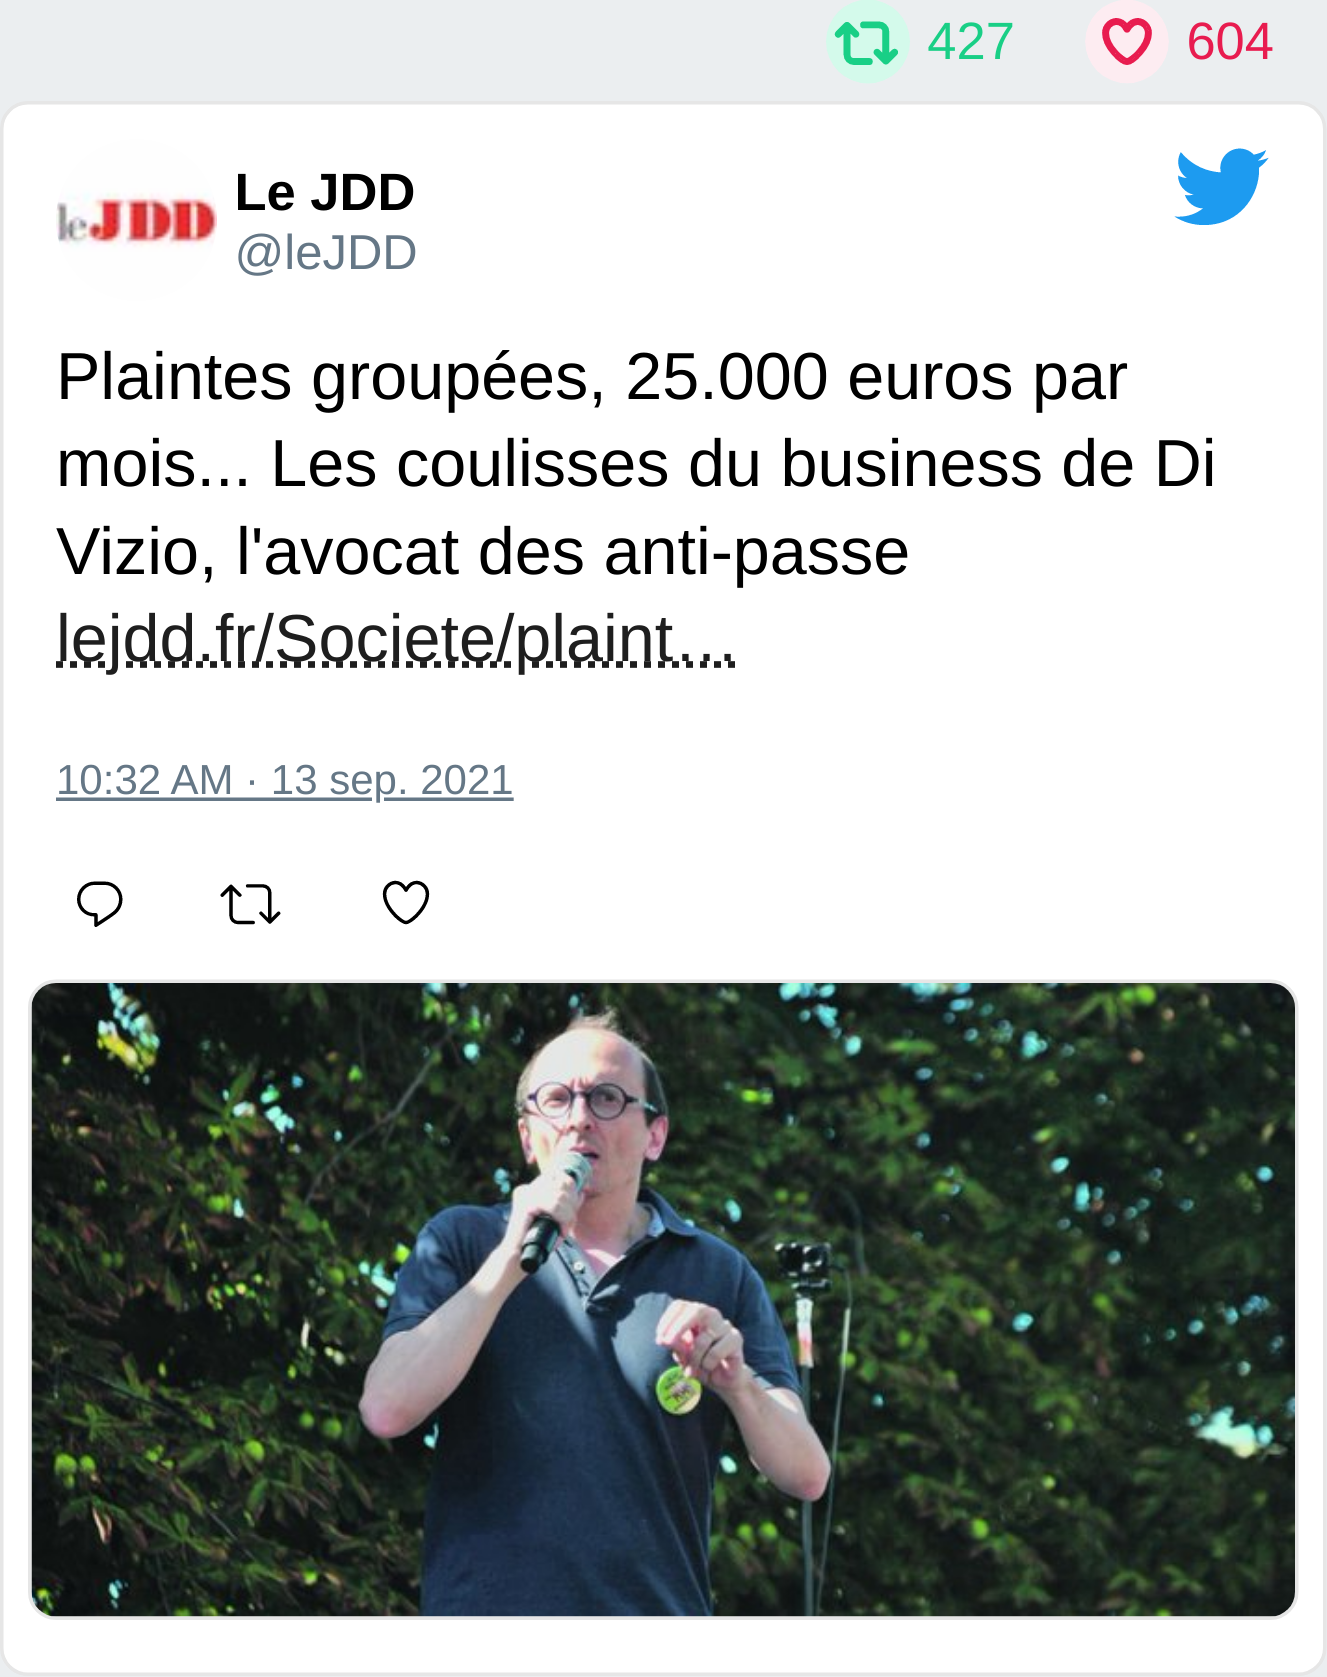 427 604
leJDD
Le JDD
@leJDD
Plaintes groupées, 25.000 euros par
mois... Les coulisses du business de Di
Vizio, l'avocat des anti-passe
lejdd.fr/Societe/plaint…
10:32 AM · 13 sep. 2021